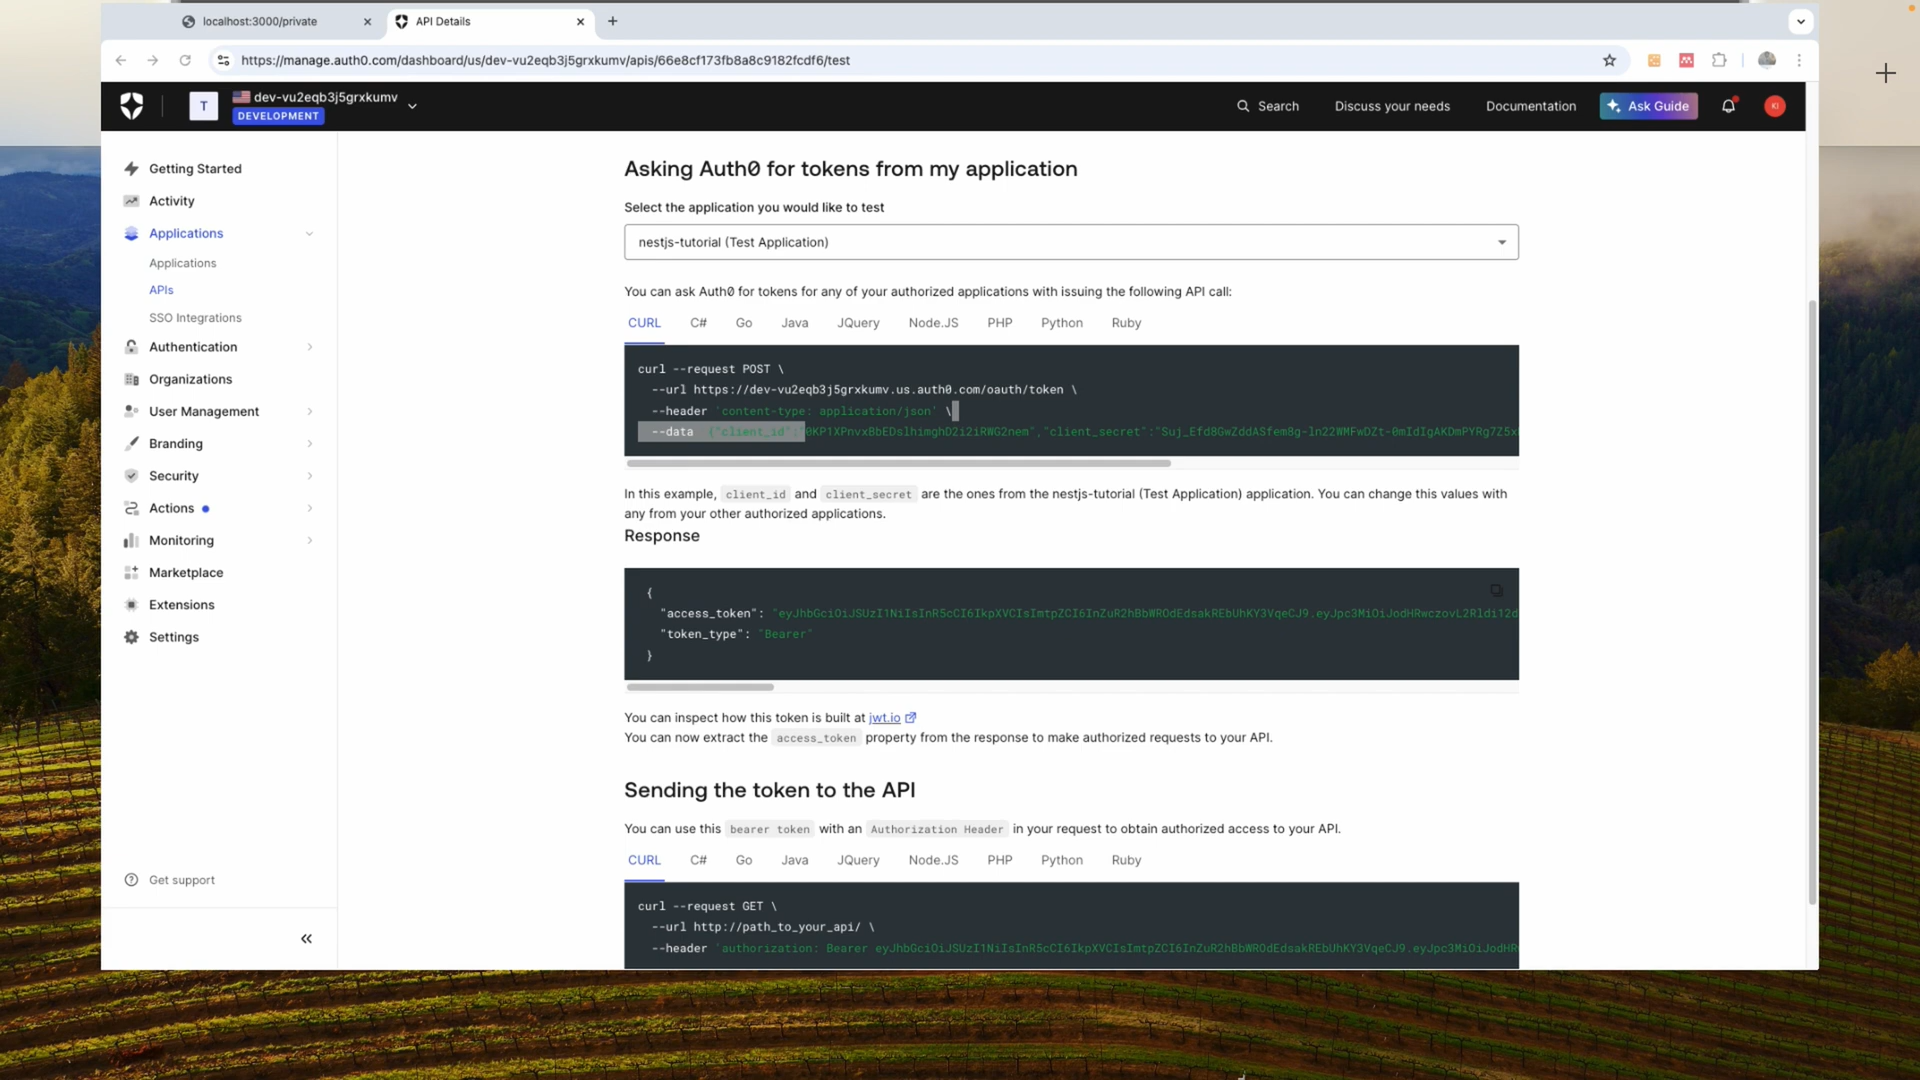 localhost:3000/private
API Details
https://manage.auth0.com/dashboard/us/dev-vu2eqb3j5grxkumv/apis/66e8cf173fb8a8c9182fcdf6/test
T
dev-vu2eqb3j5grxkumv
DEVELOPMENT
Search
Discuss your needs
Documentation
Ask Guide
KI
Getting Started
Activity
Applications
Applications
APIs
SSO Integrations
Authentication
Organizations
User Management
Branding
Security
Actions
Monitoring
Marketplace
Extensions
Settings
Get support
Asking Auth0 for tokens from my application
Select the application you would like to test
nestjs-tutorial (Test Application)
You can ask Auth0 for tokens for any of your authorized applications with issuing the following API call:
CURL C# Go Java JQuery Node.JS PHP Python Ruby
curl --request POST \
--url https://dev-vu2eqb3j5grxkumv.us.auth0.com/oauth/token \
--header 'content-type: application/json' \
--data '{"client_id":"0KP1XPnvxBbEDslhimghD2i2iRWG2nem","client_secret":"Suj_Efd8GwZddASfem8g-ln22WMFwDZt-0mIdIgAKDmPYRg7Z5x
In this example, client_id and client_secret are the ones from the nestjs-tutorial (Test Application) application. You can change this values with
any from your other authorized applications.
Response
{
"access_token": "eyJhbGciOiJSUzI1NiIsInR5cCI6IkpXVCIsImtpZCI6InZuR2hBbWROdEdsakREbUhKY3VqeCJ9.eyJpc3MiOiJodHRwczovL2Rldi12d
"token_type": "Bearer"
}
You can inspect how this token is built at jwt.io
You can now extract the access_token property from the response to make authorized requests to your API.
Sending the token to the API
You can use this bearer token with an Authorization Header in your request to obtain authorized access to your API.
CURL C# Go Java JQuery Node.JS PHP Python Ruby
curl --request GET \
--url http://path_to_your_api/ \
--header 'authorization: Bearer eyJhbGciOiJSUzI1NiIsInR5cCI6IkpXVCIsImtpZCI6InZuR2hBbWROdEdsakREbUhKY3VqeCJ9.eyJpc3MiOiJodHR